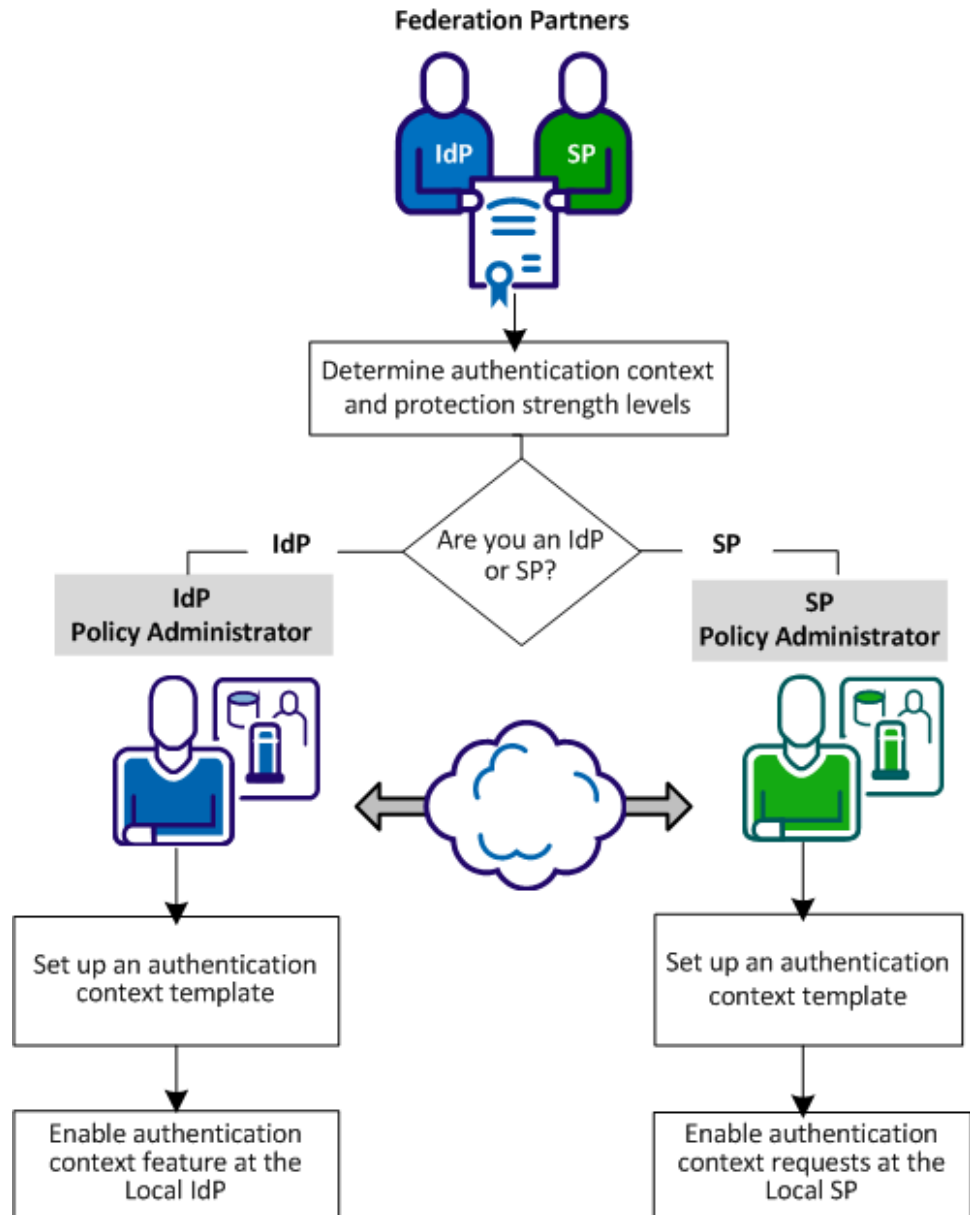 Federation Partners
IdP
SP
Determine authentication context
and protection strength levels
Are you an IdP
or SP?
IdP
SP
IdP
Policy Administrator
SP
Policy Administrator
Set up an authentication
context template
Set up an authentication
context template
Enable authentication
context feature at the
Local IdP
Enable authentication
context requests at the
Local SP